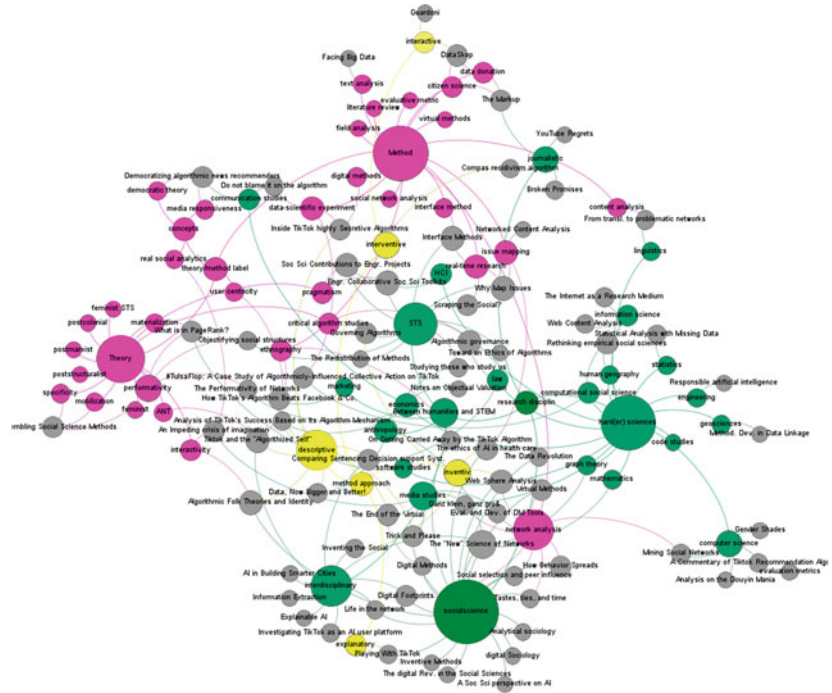 Guardoni
interactive
DataSkop
Facing Big Data
data donation
text analysis
citizen science
evaluative metric
The Markup
literature review
virtual methods
field analysis
YouTube Regrets
Method
journalistic
Compas recidivism algorithm
Democratizing algorithmic news recommenders
Do not blame it on the algorithm
digital methods
Broken Promises
democratic theory
communication studies
social network analysis
media responsiveness
data-scientific experiment
interface method
content analysis
concepts
From transl. to problematic networks
Inside TikTok highly Secretive Algorithms
Interface Methods
Networked Content Analysis
interventive
issue mapping
linguistics
real social analytics
Soc Sci Contributions to Engr. Projects
theory/method label
HCI
real-time research
user sentricity
Engr. Collaborative Soc Sci Toolkits
Why Map Issues
pragmatism
The Internet as a Research Medium
feminist STS
Scraping the Social?
information science
postcolonial
materialization
critical algorithm studies
STS
Web Content Analysis
Statistical Analysis with Missing Data
What is in PageRank?
Governing Algorithms
Objectifying social structures
Algorithmic governance
Rethinking empirical social sciences
postmarxist
ethnography
Toward an Ethics of Algorithms
Theory
The Redistribution of Methods
Studying those who study us
statistics
poststructuralist
#TulsaFlop: A Case Study of Algorithmicly-Influenced Collective Action on TikTok
law
human geography
Responsible artificial intelligence
specificity
performativity
The Performativity of Networks
marketing
Notes on Objectual Valuation
computational social science
engineering
mobilization
How TikTok's Algorithm Beats Facebook & Co.
economics
research disciplin.
feminist
ANT
Between humanities and STEM
Analysis of TikTok's Success Based on Its Algorithm Mechanism
hard(er) sciences
geosciences
mbling Social Science Methods
An Impelling crisis of imagination
anthropology
Method. Dev. in Data Linkage
Tiktok and the "Algorithized Self"
On Getting Carried Away by the TikTok Algorithm
code studies
interactivity
descriptive
The ethics of AI in health care
Comparing Sentencing Decision support Syst.
The Data Revolution
graph theory
software studies
inventiv
method approach
Web Sphere Analysis
mathematics
Data, Now Bigger and Better!
media studies
Ganz klein, ganz groß
Virtual Methods
Algorithmic Folk Theories and Identity
Eval. and Dev. of DM Tools
The End of the Virtual
network analysis
Trick and Please
Gender Shades
The "New" Science of Networks
computer science
Inventing the Social
Mining Social Networks
Digital Methods
How Behavior Spreads
A Commentary of Tiktok Recommendation Algo
AI in Building Smarter Cities
Social selection and peer influence
evaluation metrics
interdisciplinary
Analysis on the Douyin Mania
Digital Footprints
Tastes, ties, and time
Information Extraction
Life in the network
socialscience
Explainable AI
Investigating TikTok as an AI user platform
Analytical sociology
explanatory
Playing With TikTok
digital Sociology
Inventive Methods
The digital Rev. in the Social Sciences
A Soc Sci perspective on AI